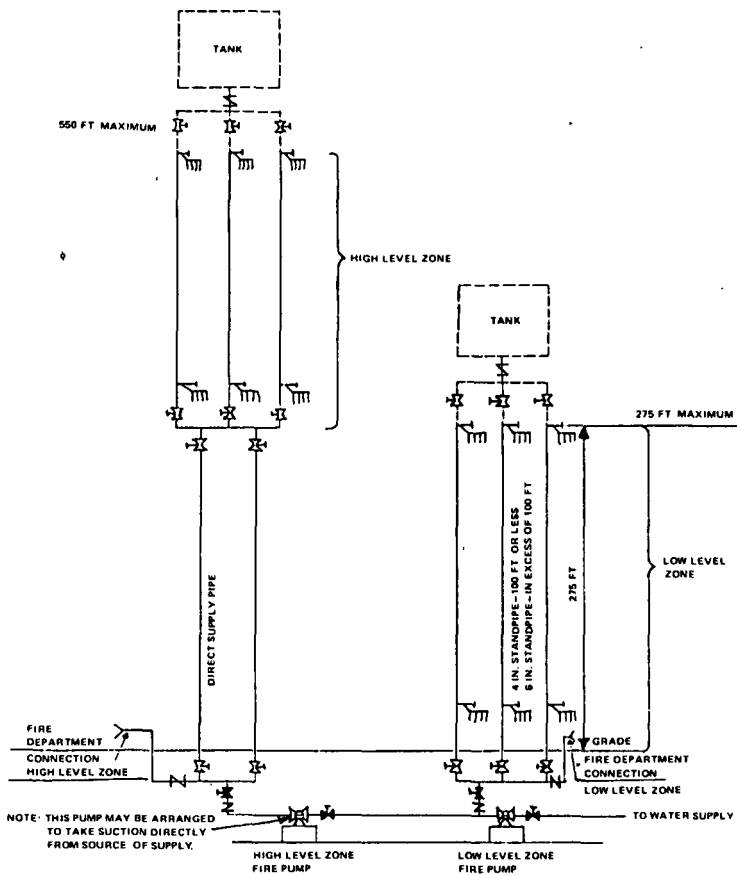 TANK
550 FT MAXIMUM
HIGH LEVEL ZONE
TANK
275 FT MAXIMUM
4 IN. STANDPIPE-100 FT OR LESS
6 IN. STANDPIPE-IN EXCESS OF 100 FT
275 FT
LOW LEVEL
ZONE
DIRECT SUPPLY PIPE
FIRE
DEPARTMENT
CONNECTION
HIGH LEVEL ZONE
GRADE
FIRE DEPARTMENT
CONNECTION
LOW LEVEL ZONE
NOTE: THIS PUMP MAY BE ARRANGED
TO TAKE SUCTION DIRECTLY
FROM SOURCE OF SUPPLY.
TO WATER SUPPLY
HIGH LEVEL ZONE
FIRE PUMP
LOW LEVEL ZONE
FIRE PUMP